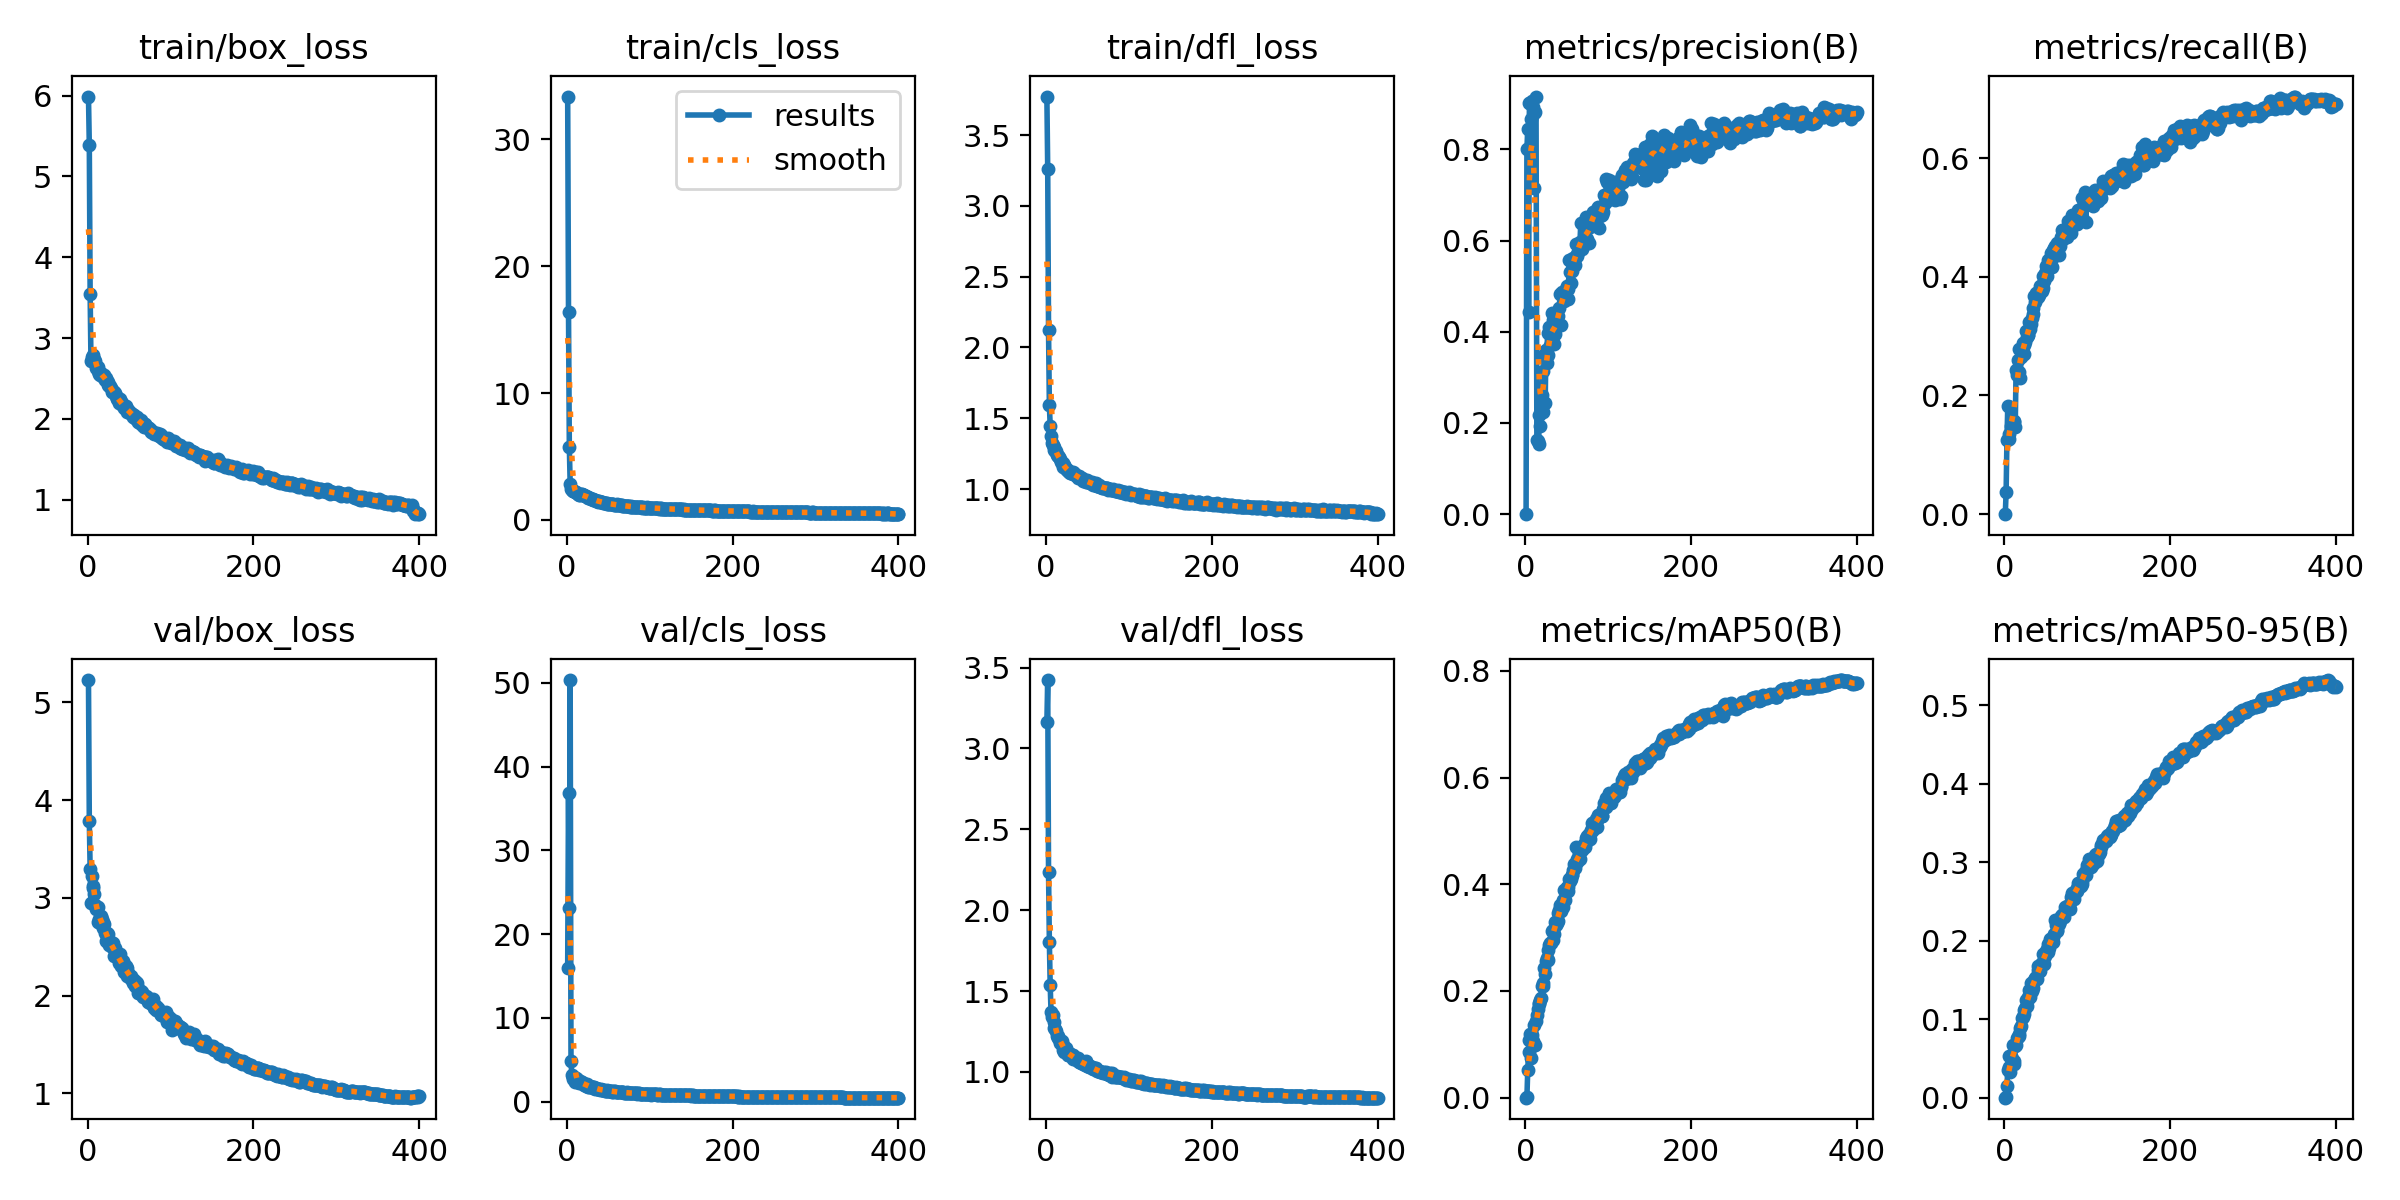 train/box_loss
6
5
4
3
2
1
0 200 400
train/cls_loss
results
smooth
30
20
10
0
0 200 400
train/dfl_loss
3.5
3.0
2.5
2.0
1.5
1.0
0 200 400
metrics/precision(B)
0.8
0.6
0.4
0.2
0.0
0 200 400
metrics/recall(B)
0.6
0.4
0.2
0.0
0 200 400
val/box_loss
5
4
3
2
1
0 200 400
val/cls_loss
50
40
30
20
10
0
0 200 400
val/dfl_loss
3.5
3.0
2.5
2.0
1.5
1.0
0 200 400
metrics/mAP50(B)
0.8
0.6
0.4
0.2
0.0
0 200 400
metrics/mAP50-95(B)
0.5
0.4
0.3
0.2
0.1
0.0
0 200 400